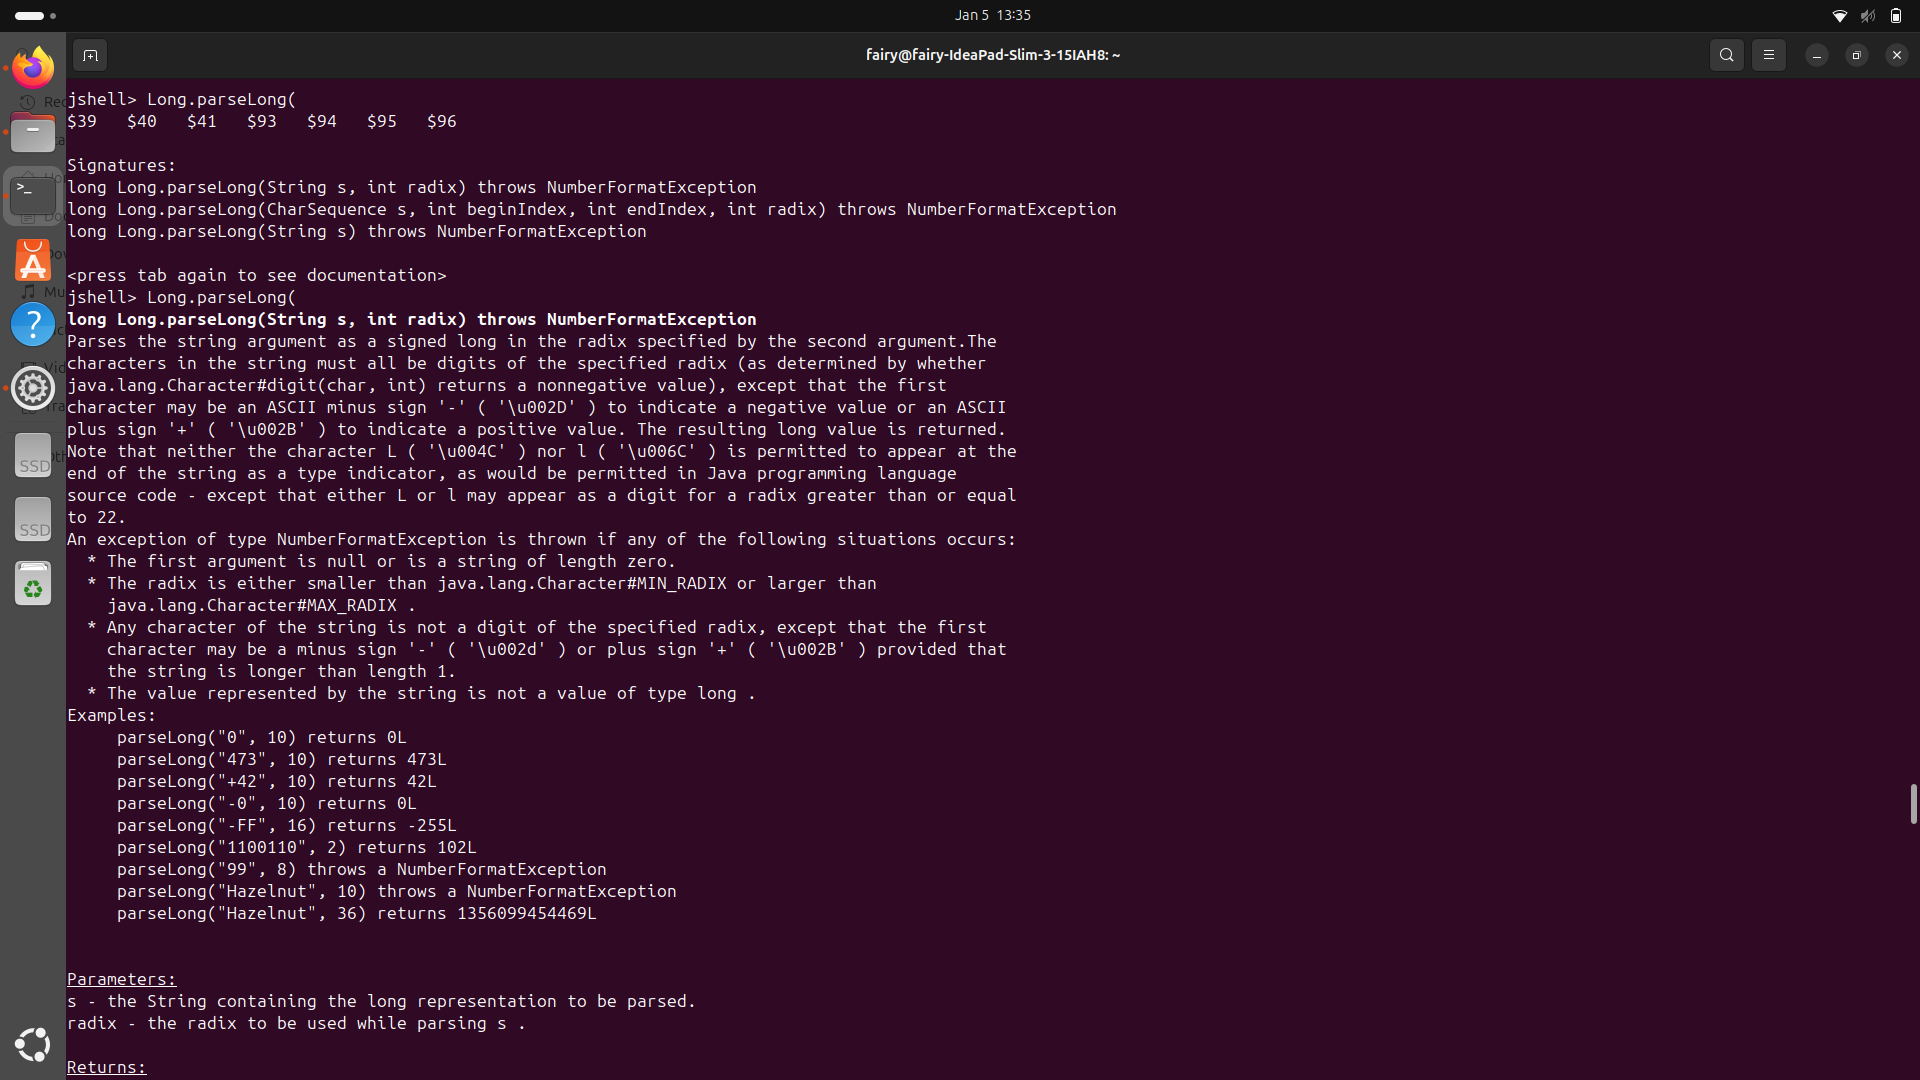 Jan 5 13:35
fairy@fairy-IdeaPad-Slim-3-15IAH8: ~
jshell> Long.parseLong(
$39 $40 $41 $93 $94 $95 $96
Signatures:
long Long.parseLong(String s, int radix) throws NumberFormatException
long Long.parseLong(CharSequence s, int beginIndex, int endIndex, int radix) throws NumberFormatException
long Long.parseLong(String s) throws NumberFormatException
<press tab again to see documentation>
jshell> Long.parseLong(
long Long.parseLong(String s, int radix) throws NumberFormatException
Parses the string argument as a signed long in the radix specified by the second argument.The
characters in the string must all be digits of the specified radix (as determined by whether
java.lang.Character#digit(char, int) returns a nonnegative value), except that the first
character may be an ASCII minus sign '-' ( '\u002D' ) to indicate a negative value or an ASCII
plus sign '+' ( '\u002B' ) to indicate a positive value. The resulting long value is returned.
Note that neither the character L ( '\u004C' ) nor l ( '\u006C' ) is permitted to appear at the
end of the string as a type indicator, as would be permitted in Java programming language
source code - except that either L or l may appear as a digit for a radix greater than or equal
to 22.
An exception of type NumberFormatException is thrown if any of the following situations occurs:
* The first argument is null or is a string of length zero.
* The radix is either smaller than java.lang.Character#MIN_RADIX or larger than
java.lang.Character#MAX_RADIX .
* Any character of the string is not a digit of the specified radix, except that the first
character may be a minus sign '-' ( '\u002d' ) or plus sign '+' ( '\u002B' ) provided that
the string is longer than length 1.
* The value represented by the string is not a value of type long .
Examples:
parseLong("0", 10) returns 0L
parseLong("473", 10) returns 473L
parseLong("+42", 10) returns 42L
parseLong("-0", 10) returns 0L
parseLong("-FF", 16) returns -255L
parseLong("1100110", 2) returns 102L
parseLong("99", 8) throws a NumberFormatException
parseLong("Hazelnut", 10) throws a NumberFormatException
parseLong("Hazelnut", 36) returns 1356099454469L
Parameters:
s - the String containing the long representation to be parsed.
radix - the radix to be used while parsing s .
Returns:
SSD
SSD